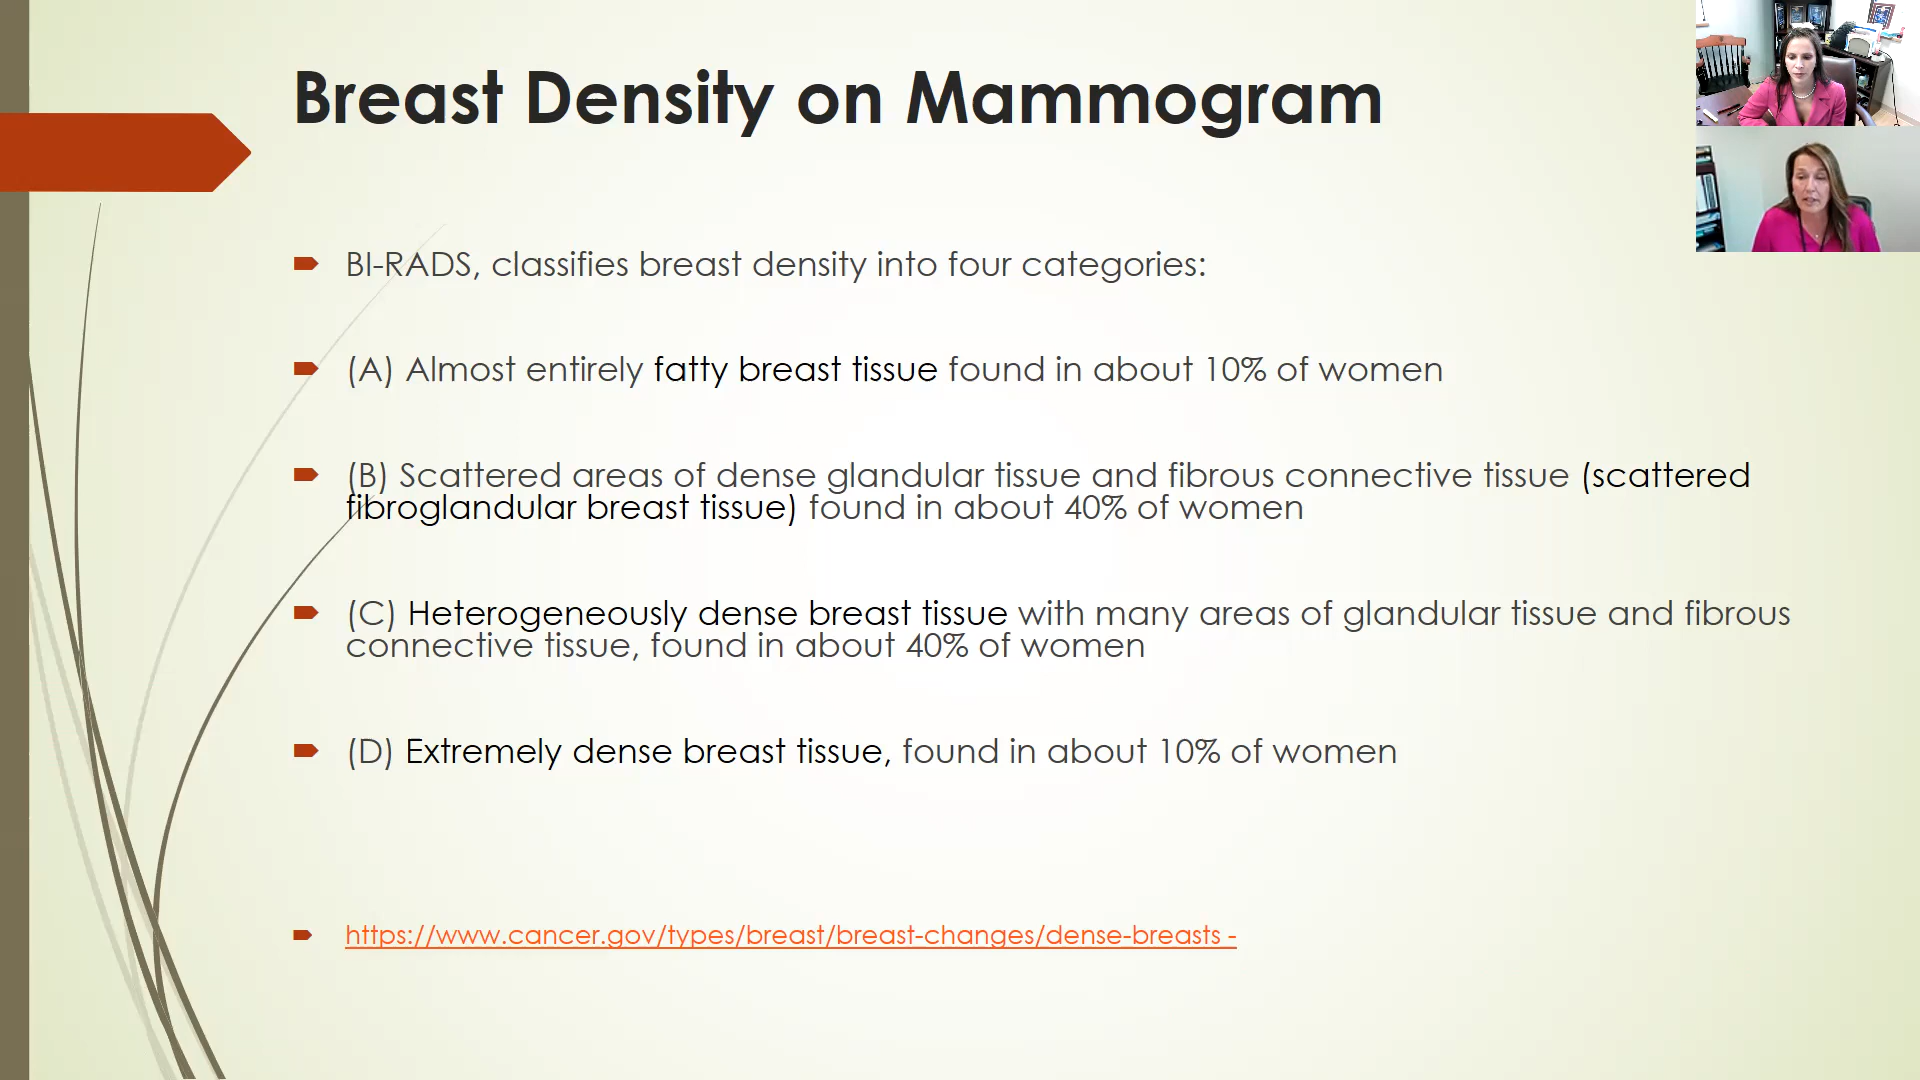 Breast Density on Mammogram
BI-RADS, classifies breast density into four categories:
(A) Almost entirely fatty breast tissue found in about 10% of women
(B) Scattered areas of dense glandular tissue and fibrous connective tissue (scattered
fibroglandular breast tissue) found in about 40% of women
(C) Heterogeneously dense breast tissue with many areas of glandular tissue and fibrous
connective tissue, found in about 40% of women
(D) Extremely dense breast tissue, found in about 10% of women
https://www.cancer.gov/types/breast/breast-changes/dense-breasts -